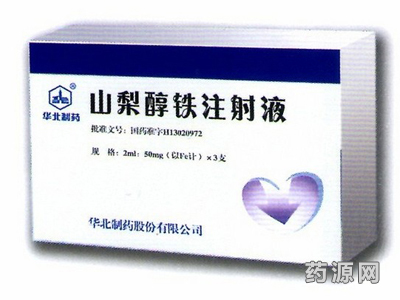 华北制药
山梨醇铁注射液
批准文号：国药准字H13020972
规 格：2ml：50mg（以Fe计）×3支
华北制药股份有限公司
药源网